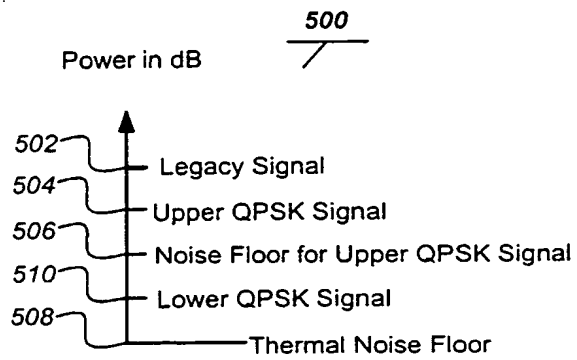 500
Power in dB
502
Legacy Signal
504
Upper QPSK Signal
506
Noise Floor for Upper QPSK Signal
510
Lower QPSK Signal
508
Thermal Noise Floor